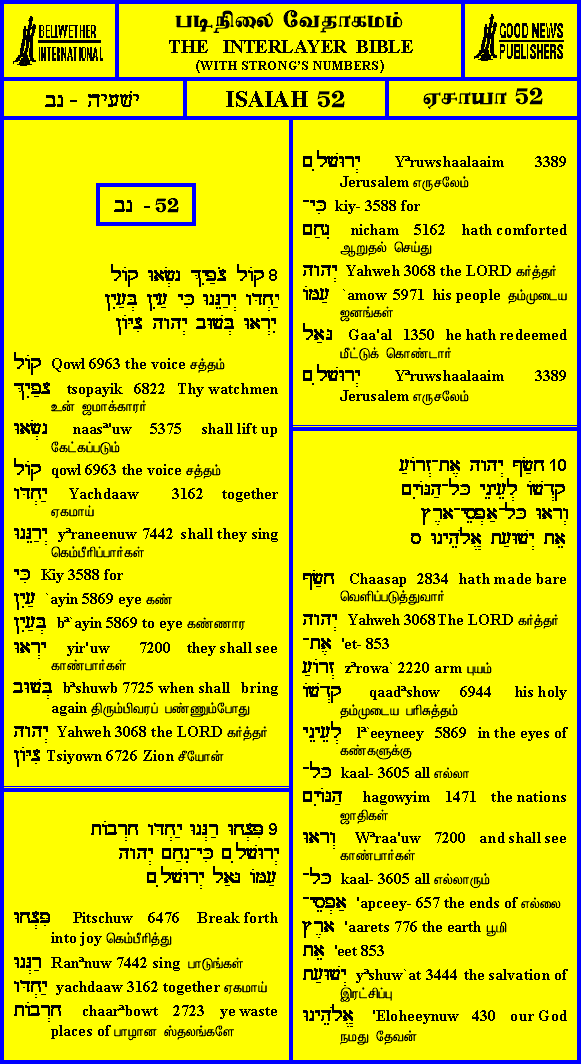 BELLWETHER
INTERNATIONAL
படிநிலை வேதாகமம்
THE INTERLAYER BIBLE
(WITH STRONG'S NUMBERS)
GOOD NEWS
PUBLISHERS
ישעיה - נב
ISAIAH 52
ஏசாயா 52
נב - 52
8 קוֹל צֹפַיִךְ נָשְׂאוּ קוֹל
יַחְדָּו יְרַנֵּנוּ כִּי עַיִן בְּעַיִן
יִרְאוּ בְּשׁוּב יְהוָה צִיּוֹן
קוֹל Qowl 6963 the voice சத்தம்
צֹפַיִךְ tsopayik 6822 Thy watchmen
உன் ஜாமக்காரர்
נָשְׂאוּ naasª'uw 5375 shall lift up
கேட்கப்படும்
קוֹל qowl 6963 the voice சத்தம்
יַחְדָּו Yachdaaw 3162 together
ஏகமாய்
יְרַנֵּנוּ yªraneenuw 7442 shall they sing
கெம்பீரிப்பார்கள்
כִּי Kiy 3588 for
עַיִן `ayin 5869 eye கண்
בְּעַיִן bª`ayin 5869 to eye கண்ணார
יִרְאוּ yir'uw 7200 they shall see
காண்பார்கள்
בְּשׁוּב bªshuwb 7725 when shall bring
again திரும்பிவரப் பண்ணும்போது
יְהוָה Yahweh 3068 the LORD கர்த்தர்
צִיּוֹן Tsiyown 6726 Zion சீயோன்
9 פִּצְחוּ רַנְּנוּ יַחְדָּו חָרְבוֹת
יְרוּשָׁלִָם כִּי־נִחַם יְהוָה
עַמּוֹ גָּאַל יְרוּשָׁלִָם
פִּצְחוּ Pitschuw 6476 Break forth
into joy கெம்பீரித்து
רַנְּנוּ Ranªnuw 7442 sing பாடுங்கள்
יַחְדָּו yachdaaw 3162 together ஏகமாய்
חָרְבוֹת chaarªbowt 2723 ye waste
places of பாழான ஸ்தலங்களே
יְרוּשָׁלִָם Yªruwshaalaaim 3389
Jerusalem எருசலேம்
כִּי־ kiy- 3588 for
נִחַם nicham 5162 hath comforted
ஆறுதல் செய்து
יְהוָה Yahweh 3068 the LORD கர்த்தர்
עַמּוֹ `amow 5971 his people தம்முடைய
ஜனங்கள்
גָּאַל Gaa'al 1350 he hath redeemed
மீட்டுக் கொண்டார்
יְרוּשָׁלִָם Yªruwshaalaaim 3389
Jerusalem எருசலேம்
10 חָשַׂף יְהוָה אֶת־זְרוֹעַ
קָדְשׁוֹ לְעֵינֵי כָּל־הַגּוֹיִם
וְרָאוּ כָּל־אַפְסֵי־אָרֶץ
אֵת יְשׁוּעַת אֱלֹהֵינוּ ס
חָשַׂף Chaasap 2834 hath made bare
வெளிப்படுத்துவார்
יְהוָה Yahweh 3068 The LORD கர்த்தர்
אֶת־ 'et- 853
זְרוֹעַ zªrowa` 2220 arm புயம்
קָדְשׁוֹ qaadªshow 6944 his holy
தம்முடைய பரிசுத்தம்
לְעֵינֵי lª`eeyneey 5869 in the eyes of
கண்களுக்கு
כָּל־ kaal- 3605 all எல்லா
הַגּוֹיִם hagowyim 1471 the nations
ஜாதிகள்
וְרָאוּ Wªraa'uw 7200 and shall see
காண்பார்கள்
כָּל־ kaal- 3605 all எல்லாரும்
אַפְסֵי־ 'apceey- 657 the ends of எல்லை
אָרֶץ 'aarets 776 the earth பூமி
אֵת 'eet 853
יְשׁוּעַת yªshuw`at 3444 the salvation of
இரட்சிப்பு
אֱלֹהֵינוּ 'Eloheeynuw 430 our God
நமது தேவன்